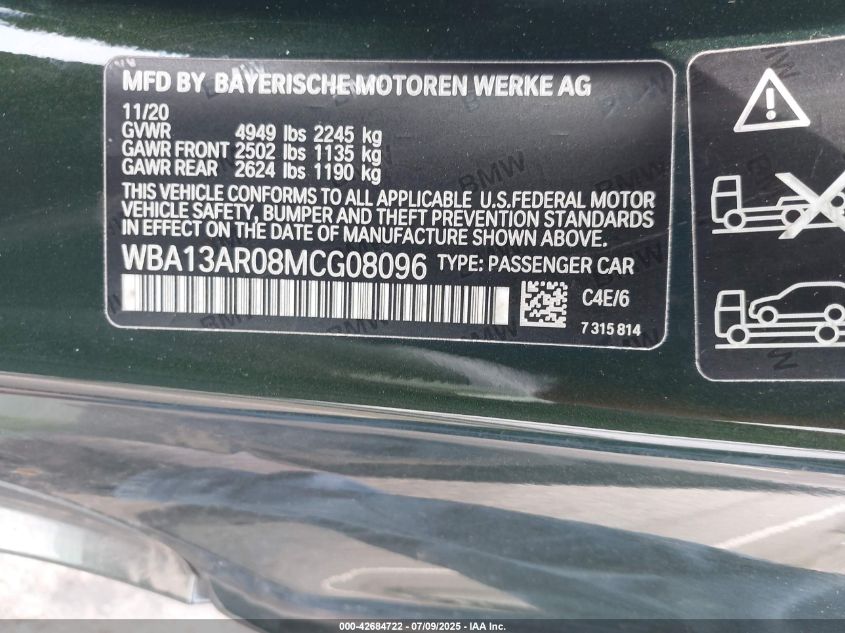 MFD BY BAYERISCHE MOTOREN WERKE AG
11/20
GVWR 4949 lbs 2245 kg
GAWR FRONT 2502 lbs 1135 kg
GAWR REAR 2624 lbs 1190 kg
THIS VEHICLE CONFORMS TO ALL APPLICABLE U.S.FEDERAL MOTOR
VEHICLE SAFETY, BUMPER AND THEFT PREVENTION STANDARDS
IN EFFECT ON THE DATE OF MANUFACTURE SHOWN ABOVE.
WBA13AR08MCG08096 TYPE: PASSENGER CAR
C4E/6
7 315 814
000-42684722 - 07/09/2025 - IAA Inc.